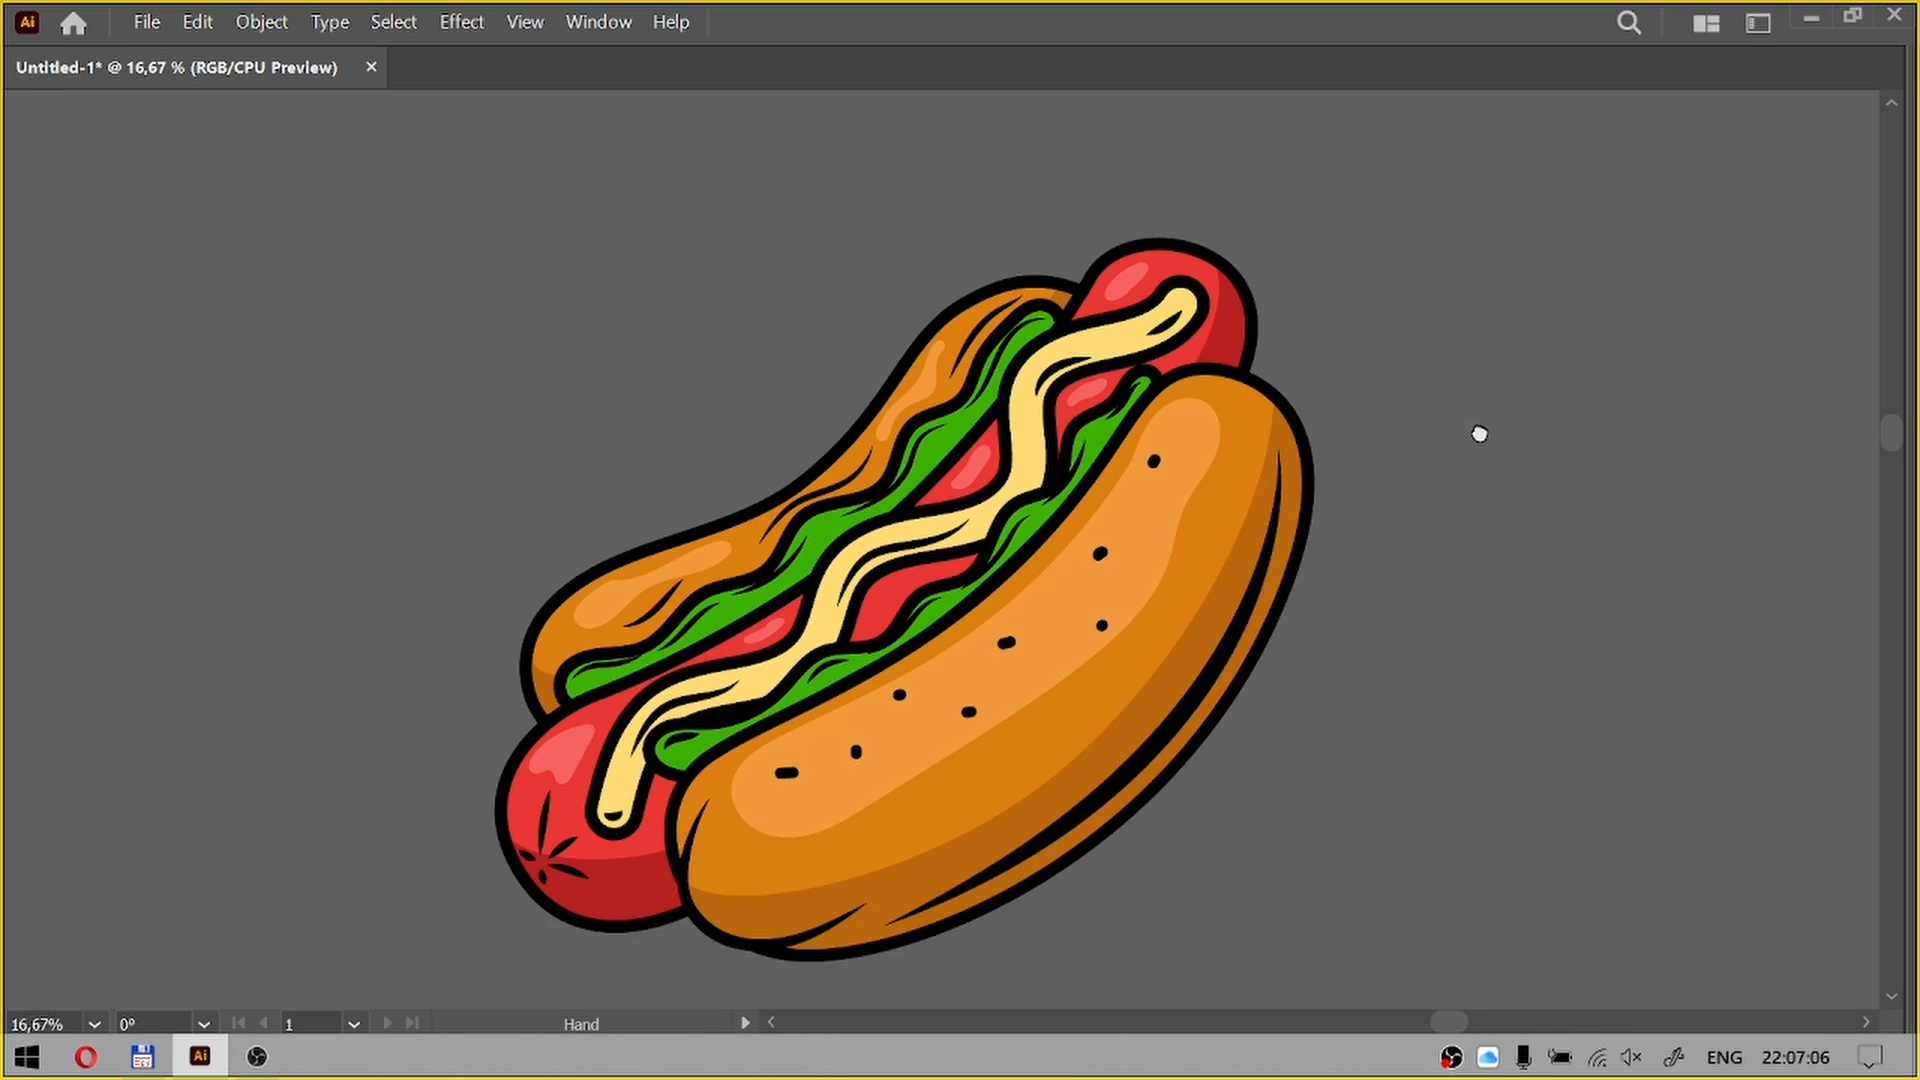 Ai File Edit Object Type Select Effect View Window Help
Untitled-1* @ 16,67 % (RGB/CPU Preview)
16,67% 0° 1 Hand
Ai ENG 22:07:06